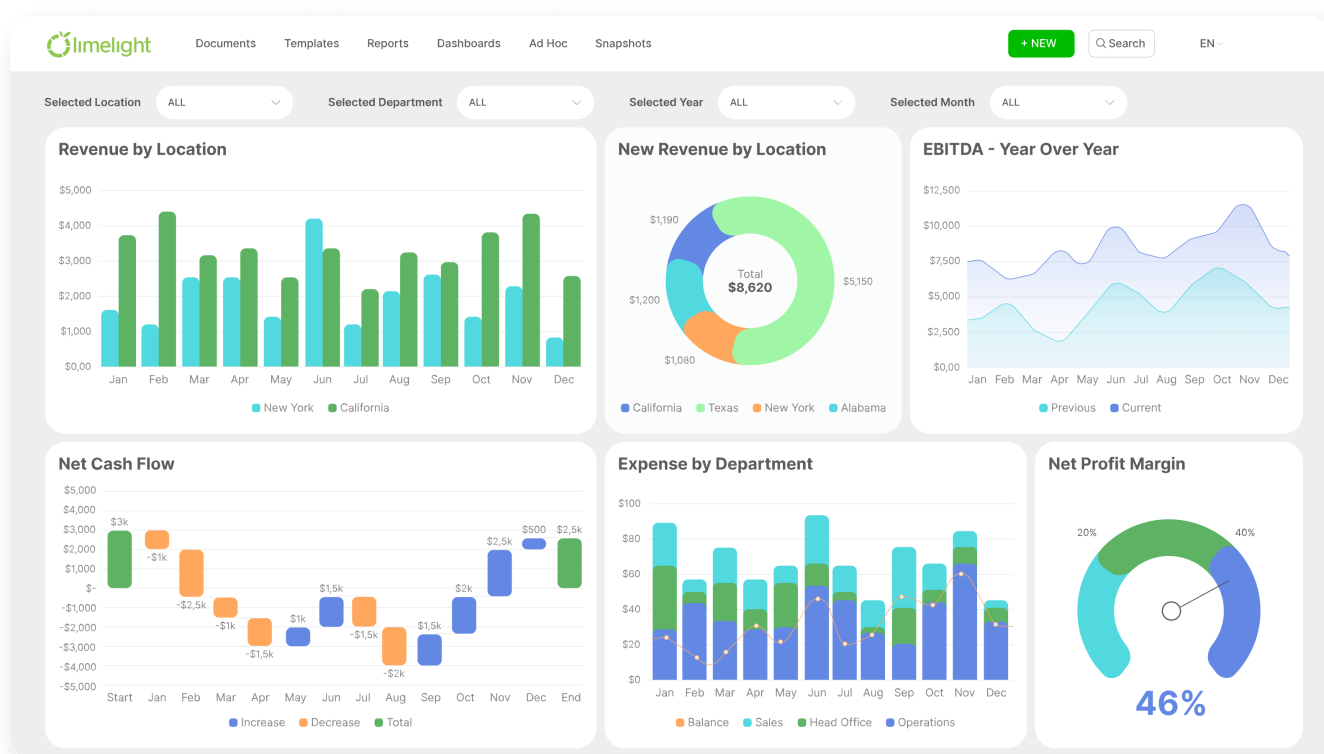 limelight
Documents Templates Reports Dashboards Ad Hoc Snapshots
+ NEW
Search
EN
Selected Location ALL
Selected Department ALL
Selected Year ALL
Selected Month ALL
Revenue by Location
$5,000
$4,000
$3,000
$2,000
$1,000
$0,00
Jan Feb Mar Apr May Jun Jul Aug Sep Oct Nov Dec
New York California
New Revenue by Location
$1,190
$5,150
Total
$8,620
$1,200
$1,080
California Texas New York Alabama
EBITDA - Year Over Year
$12,500
$10,000
$7,500
$5,000
$2,500
$0,00
Jan Feb Mar Apr May Jun Jul Aug Sep Oct Nov Dec
Previous Current
Net Cash Flow
$5,000
$4,000
$3,000
$2,000
$1,000
$-
-$1,000
-$2,000
-$3,000
-$4,000
-$5,000
$3k
-$1k
-$2,5k
-$1k
-$1,5k
$1k
$1,5k
-$1,5k
-$2k
$1,5k
$2k
$2,5k
$500
$2,5k
Start Jan Feb Mar Apr May Jun Jul Aug Sep Oct Nov Dec End
Increase Decrease Total
Expense by Department
$100
$80
$60
$40
$20
$0
Jan Feb Mar Apr May Jun Jul Aug Sep Oct Nov Dec
Balance Sales Head Office Operations
Net Profit Margin
20%
40%
46%